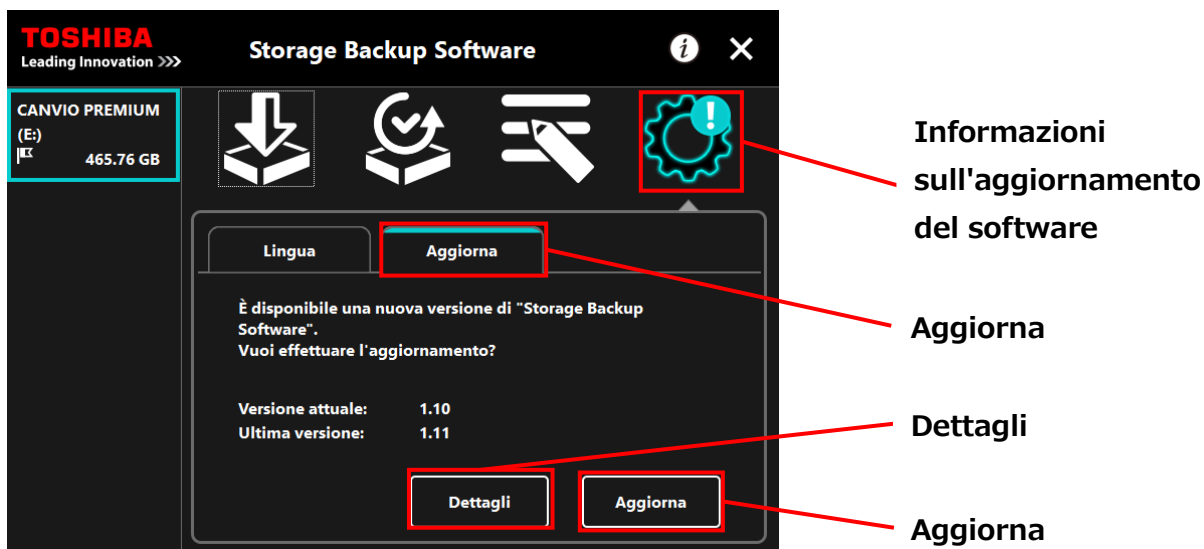 TOSHIBA
Leading Innovation >>>
Storage Backup Software
i
CANVIO PREMIUM
(E:)
465.76 GB
!
Informazioni
sull'aggiornamento
del software
Lingua
Aggiorna
È disponibile una nuova versione di "Storage Backup
Software".
Vuoi effettuare l'aggiornamento?
Versione attuale: 1.10
Ultima versione: 1.11
Dettagli
Aggiorna
Aggiorna
Dettagli
Aggiorna